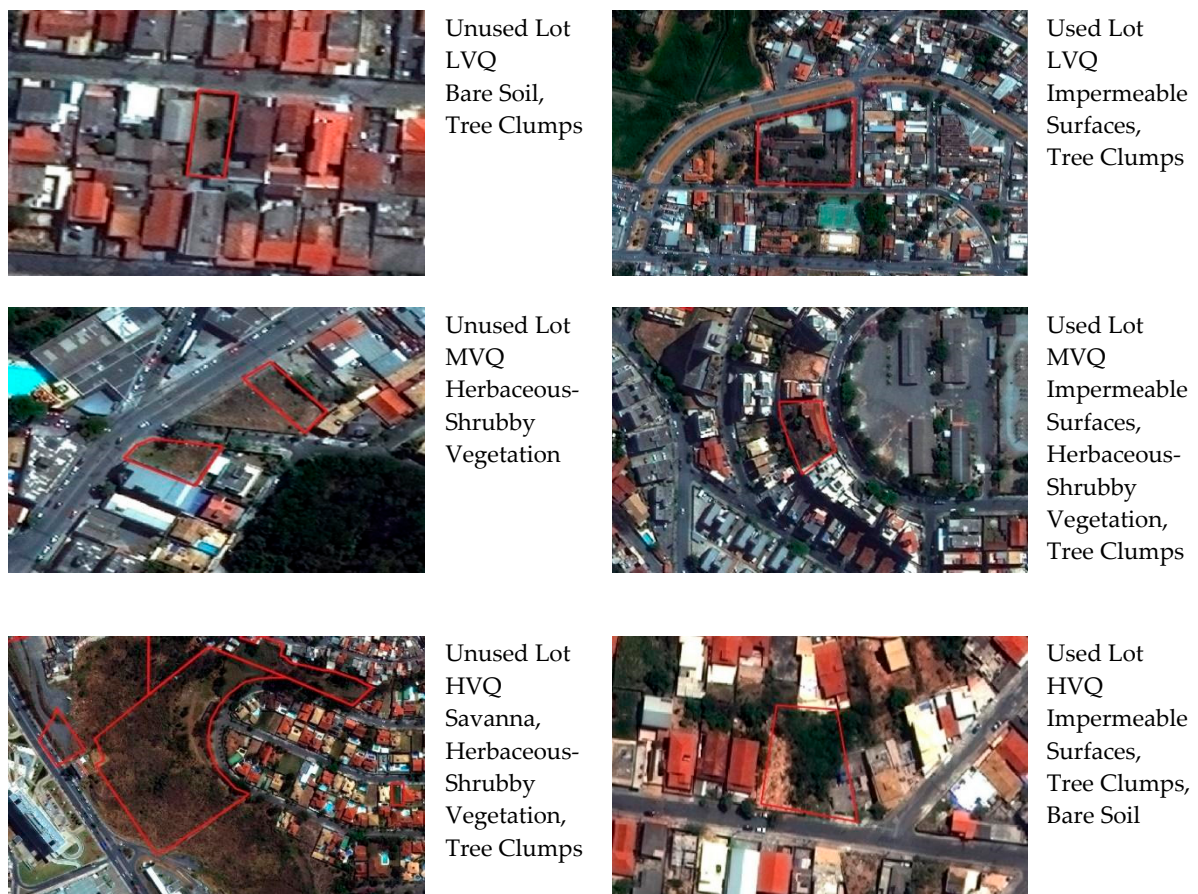 Unused Lot
LVQ
Bare Soil,
Tree Clumps
Used Lot
LVQ
Impermeable
Surfaces,
Tree Clumps
Unused Lot
MVQ
Herbaceous-
Shrubby
Vegetation
Used Lot
MVQ
Impermeable
Surfaces,
Herbaceous-
Shrubby
Vegetation,
Tree Clumps
Unused Lot
HVQ
Savanna,
Herbaceous-
Shrubby
Vegetation,
Tree Clumps
Used Lot
HVQ
Impermeable
Surfaces,
Tree Clumps,
Bare Soil